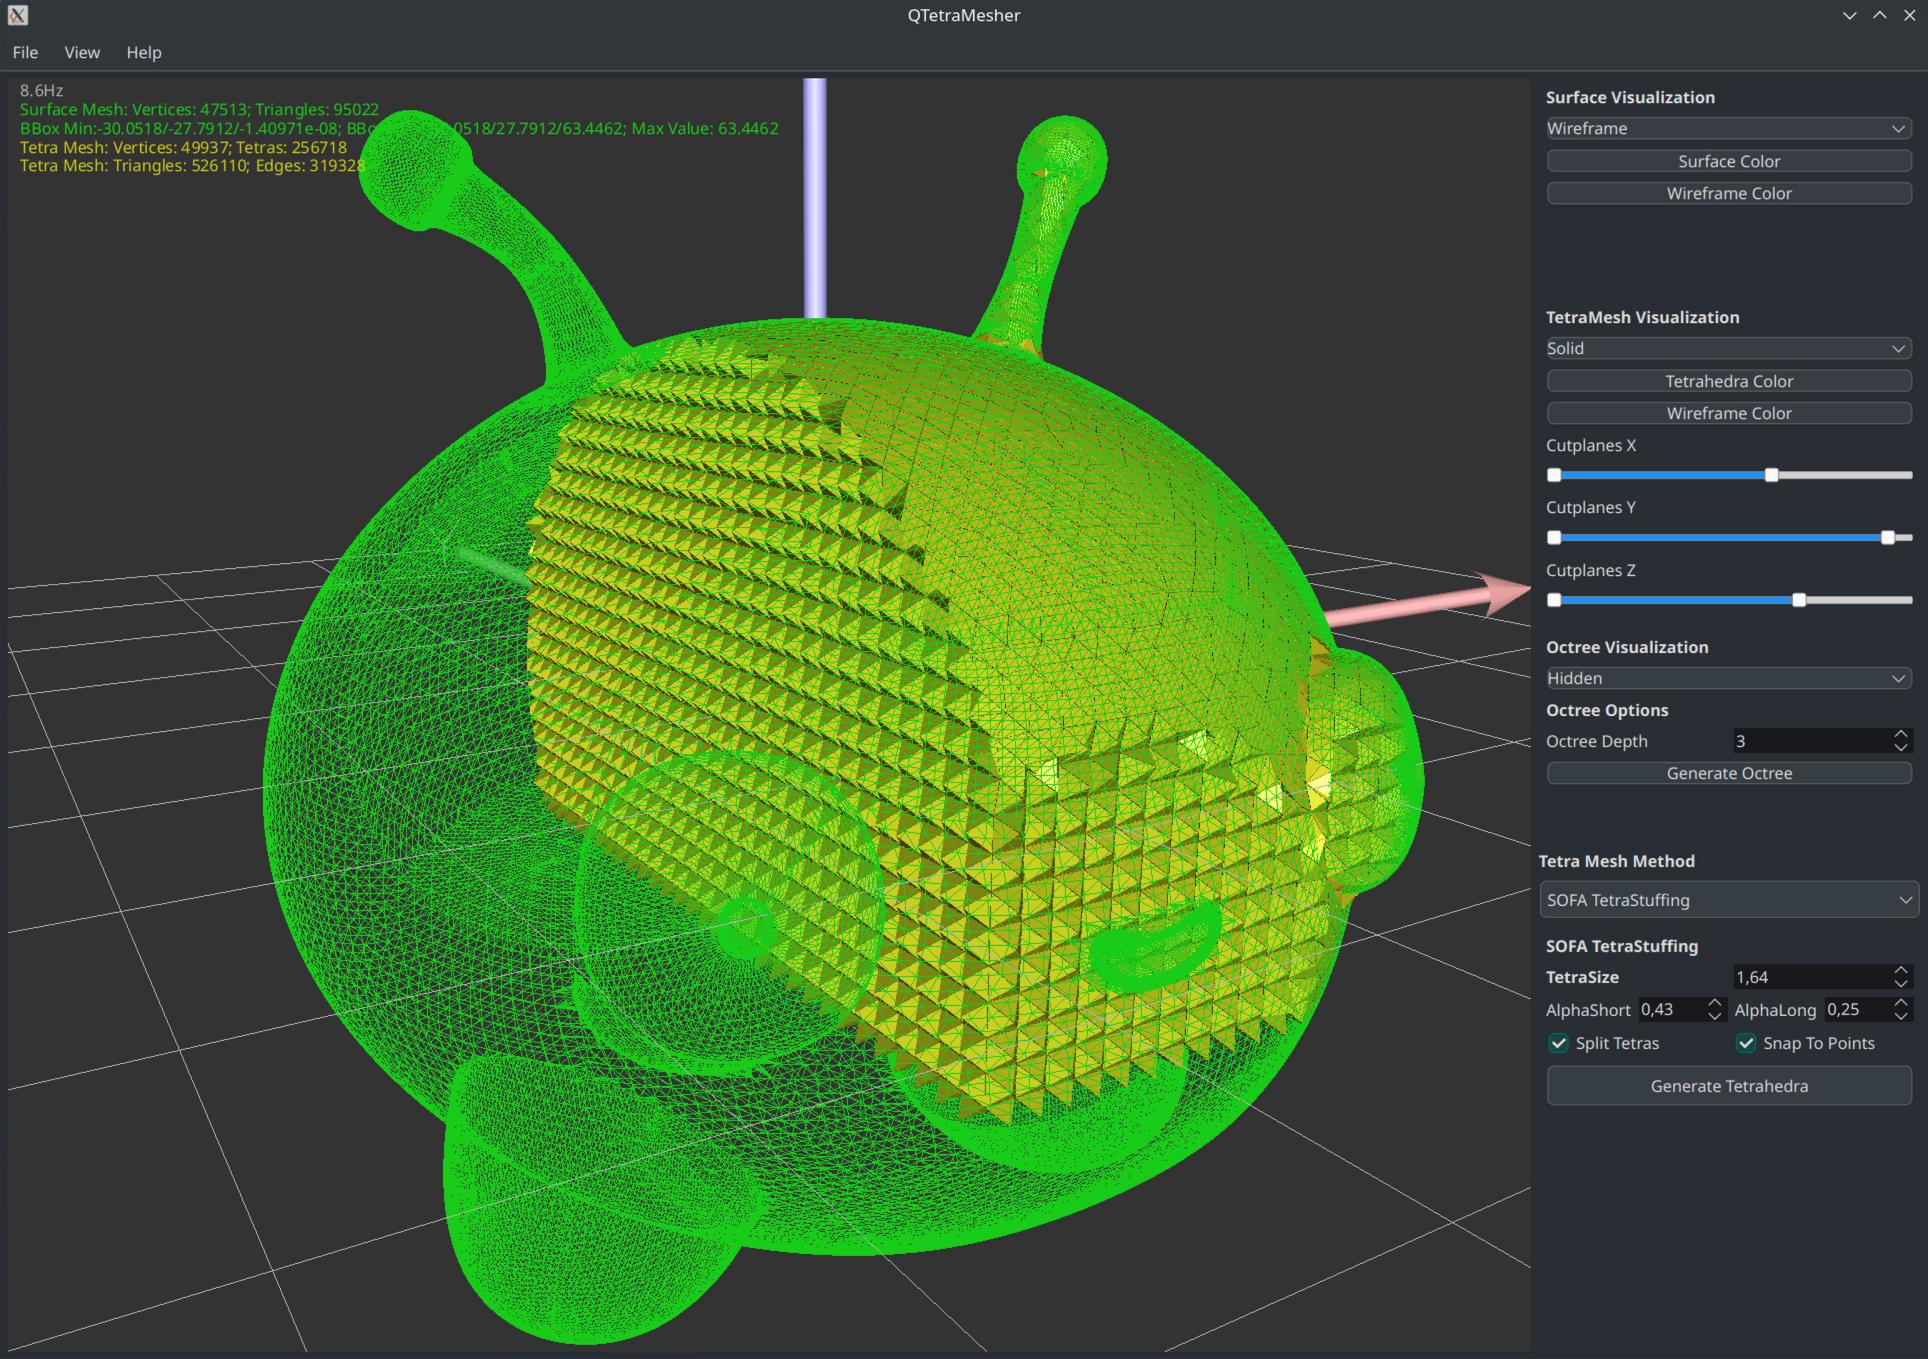 QTetraMesher
File View Help
8.6Hz
Surface Mesh: Vertices: 47513; Triangles: 95022
BBox Min:-30.0518/-27.7912/-1.40971e-08; BBo 0518/27.7912/63.4462; Max Value: 63.4462
Tetra Mesh: Vertices: 49937; Tetras: 256718
Tetra Mesh: Triangles: 526110; Edges: 319328
Surface Visualization
Wireframe
Surface Color
Wireframe Color
TetraMesh Visualization
Solid
Tetrahedra Color
Wireframe Color
Cutplanes X
Cutplanes Y
Cutplanes Z
Octree Visualization
Hidden
Octree Options
Octree Depth 3
Generate Octree
Tetra Mesh Method
SOFA TetraStuffing
SOFA TetraStuffing
TetraSize 1,64
AlphaShort 0,43 AlphaLong 0,25
Split Tetras Snap To Points
Generate Tetrahedra